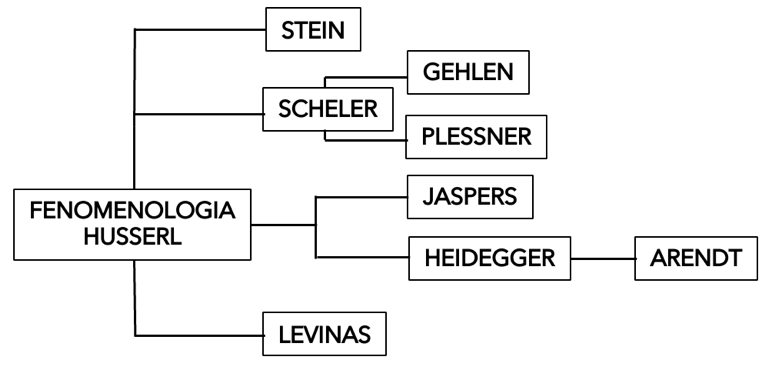 STEIN
GEHLEN
SCHELER
PLESSNER
FENOMENOLOGIA
HUSSERL
JASPERS
HEIDEGGER
ARENDT
LEVINAS